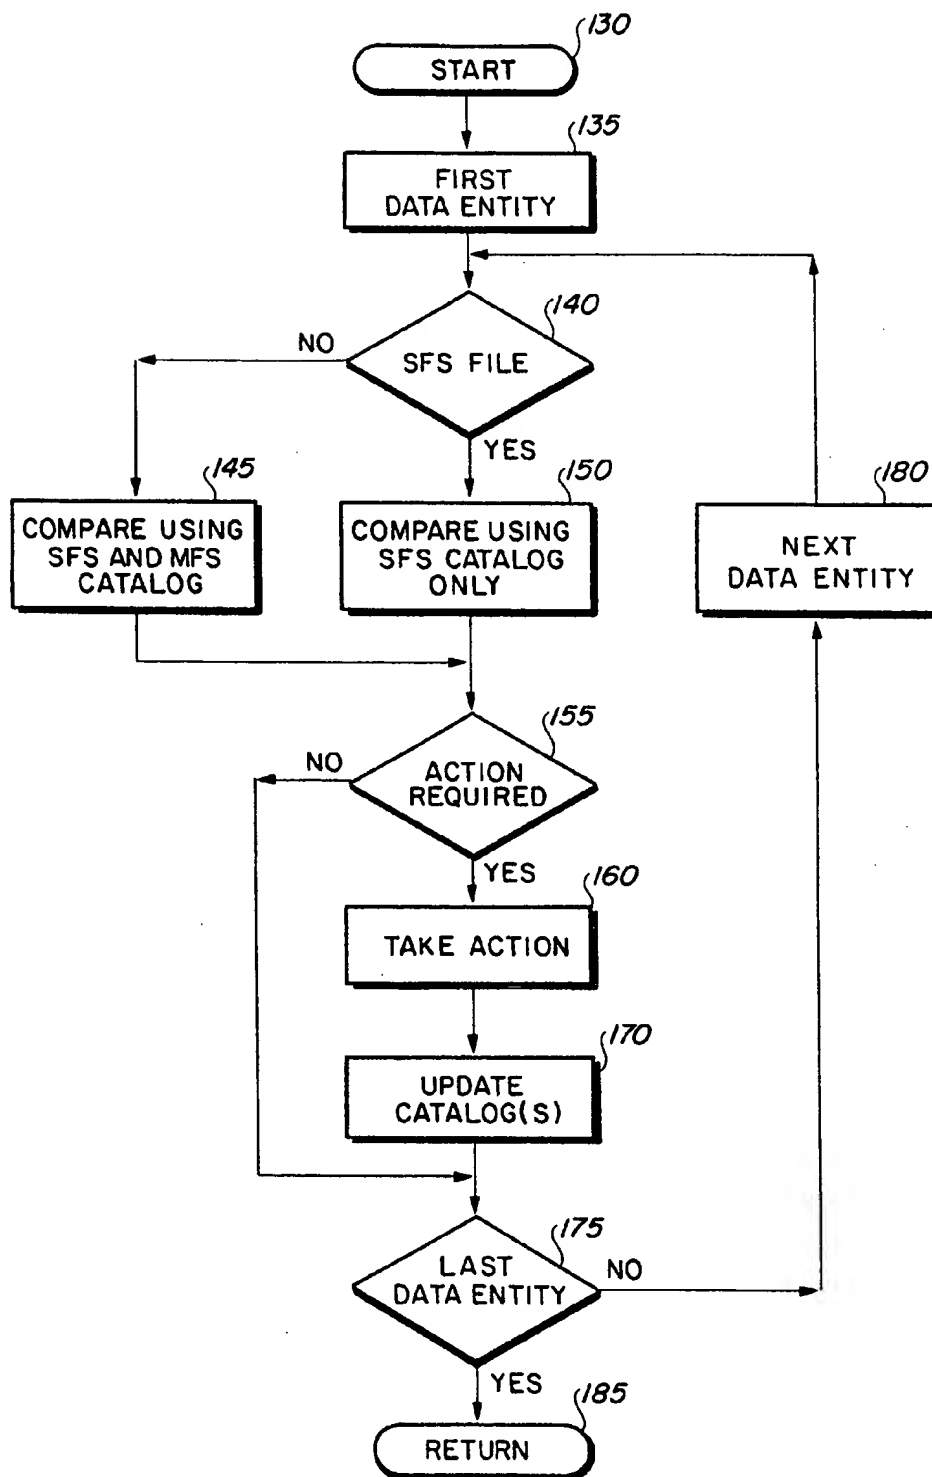 130
START
135
FIRST
DATA ENTITY
140
NO
SFS FILE
YES
145
COMPARE USING
SFS AND MFS
CATALOG
150
COMPARE USING
SFS CATALOG
ONLY
180
NEXT
DATA ENTITY
155
NO
ACTION
REQUIRED
YES
160
TAKE ACTION
170
UPDATE
CATALOG(S)
175
LAST
DATA ENTITY
NO
YES
185
RETURN